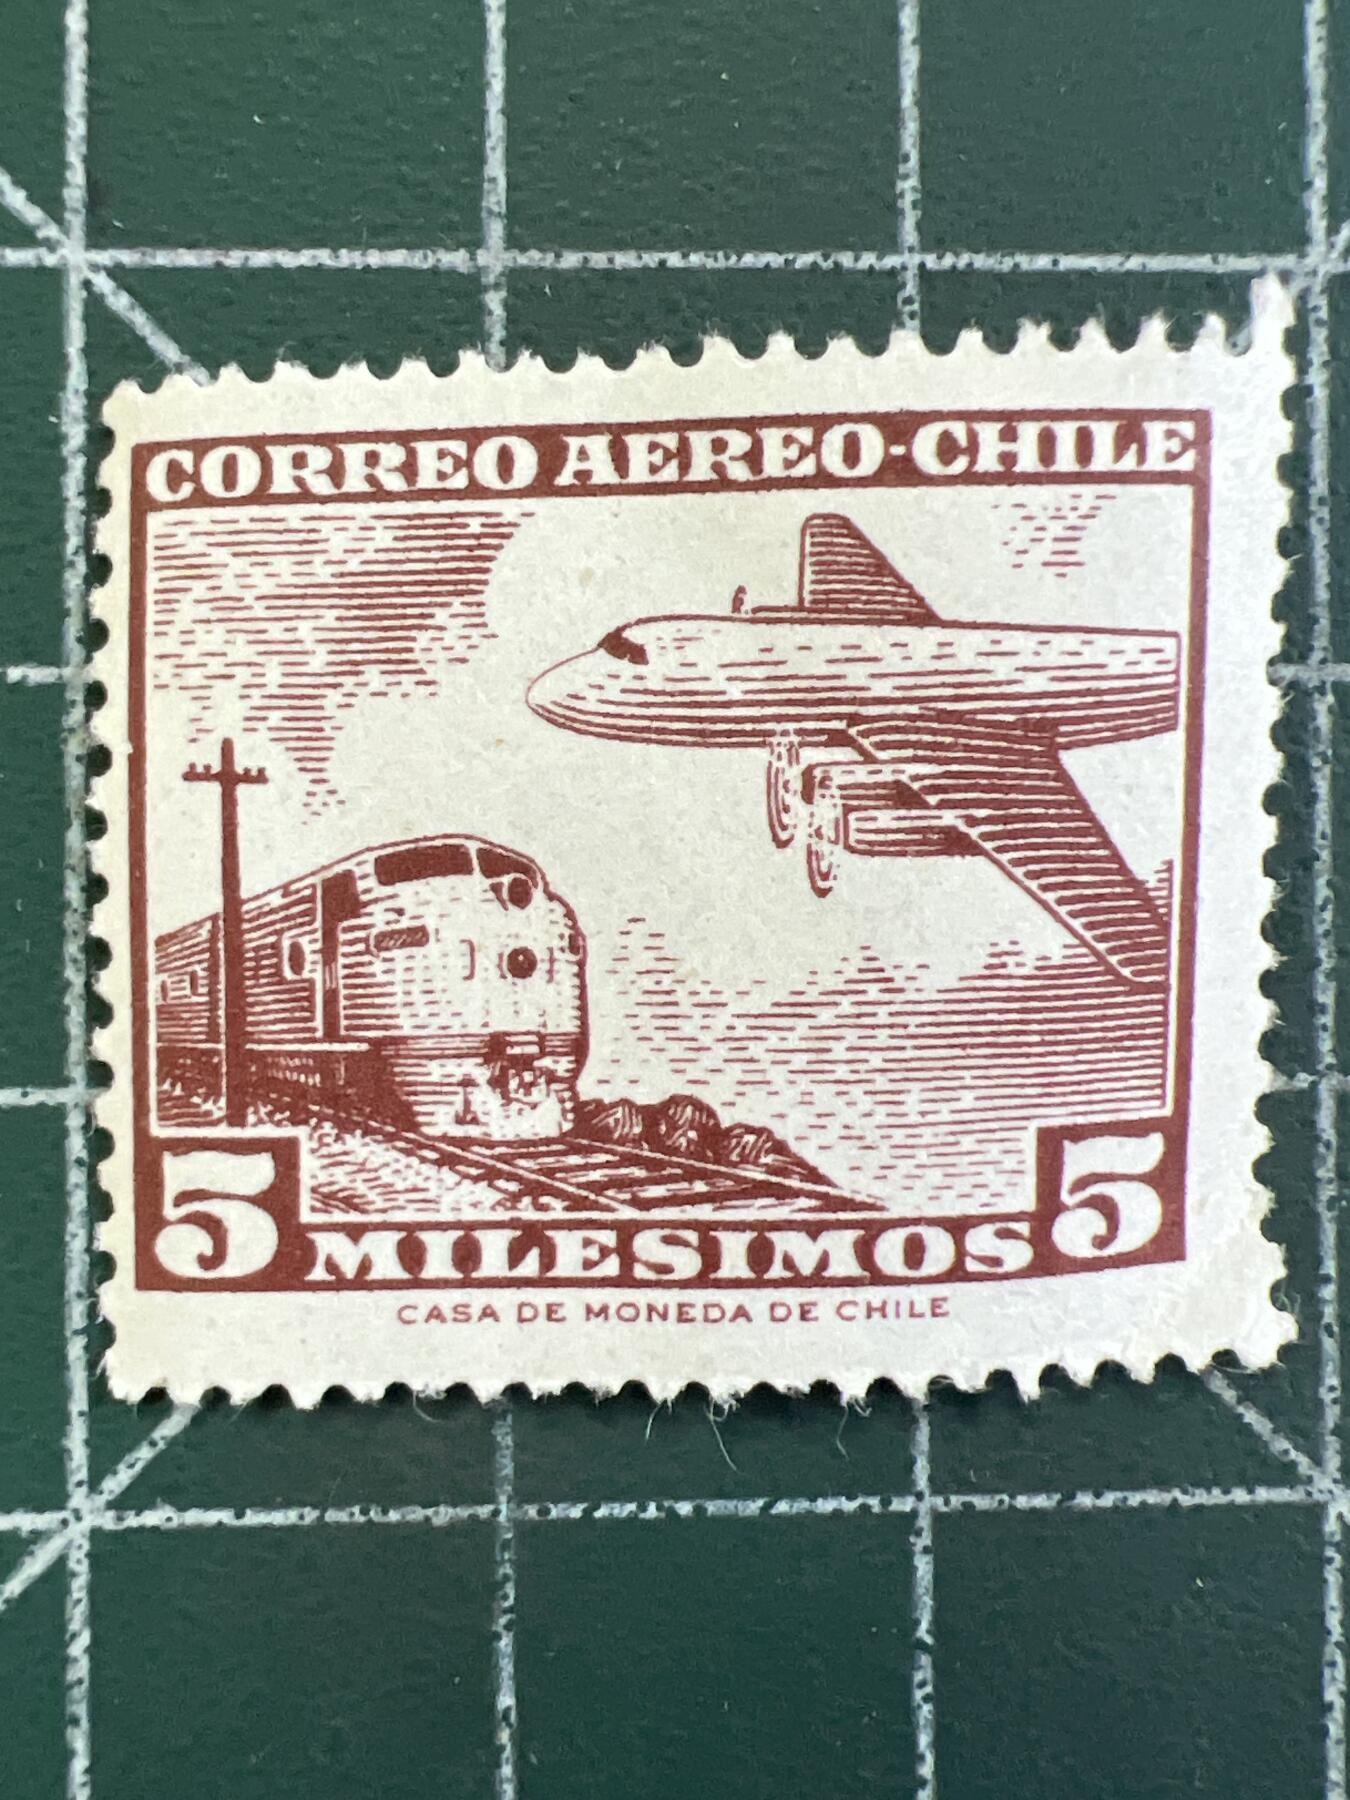 CORREO AEREO-CHILE
5 MILESIMOS 5
CASA DE MONEDA DE CHILE